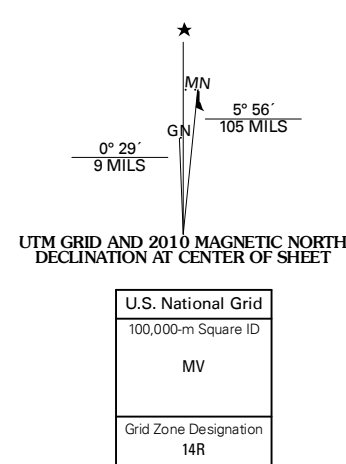 MN
GN
5° 56´
105 MILS
0° 29´
9 MILS
UTM GRID AND 2010 MAGNETIC NORTH
DECLINATION AT CENTER OF SHEET
U.S. National Grid
100,000-m Square ID
MV
Grid Zone Designation
14R